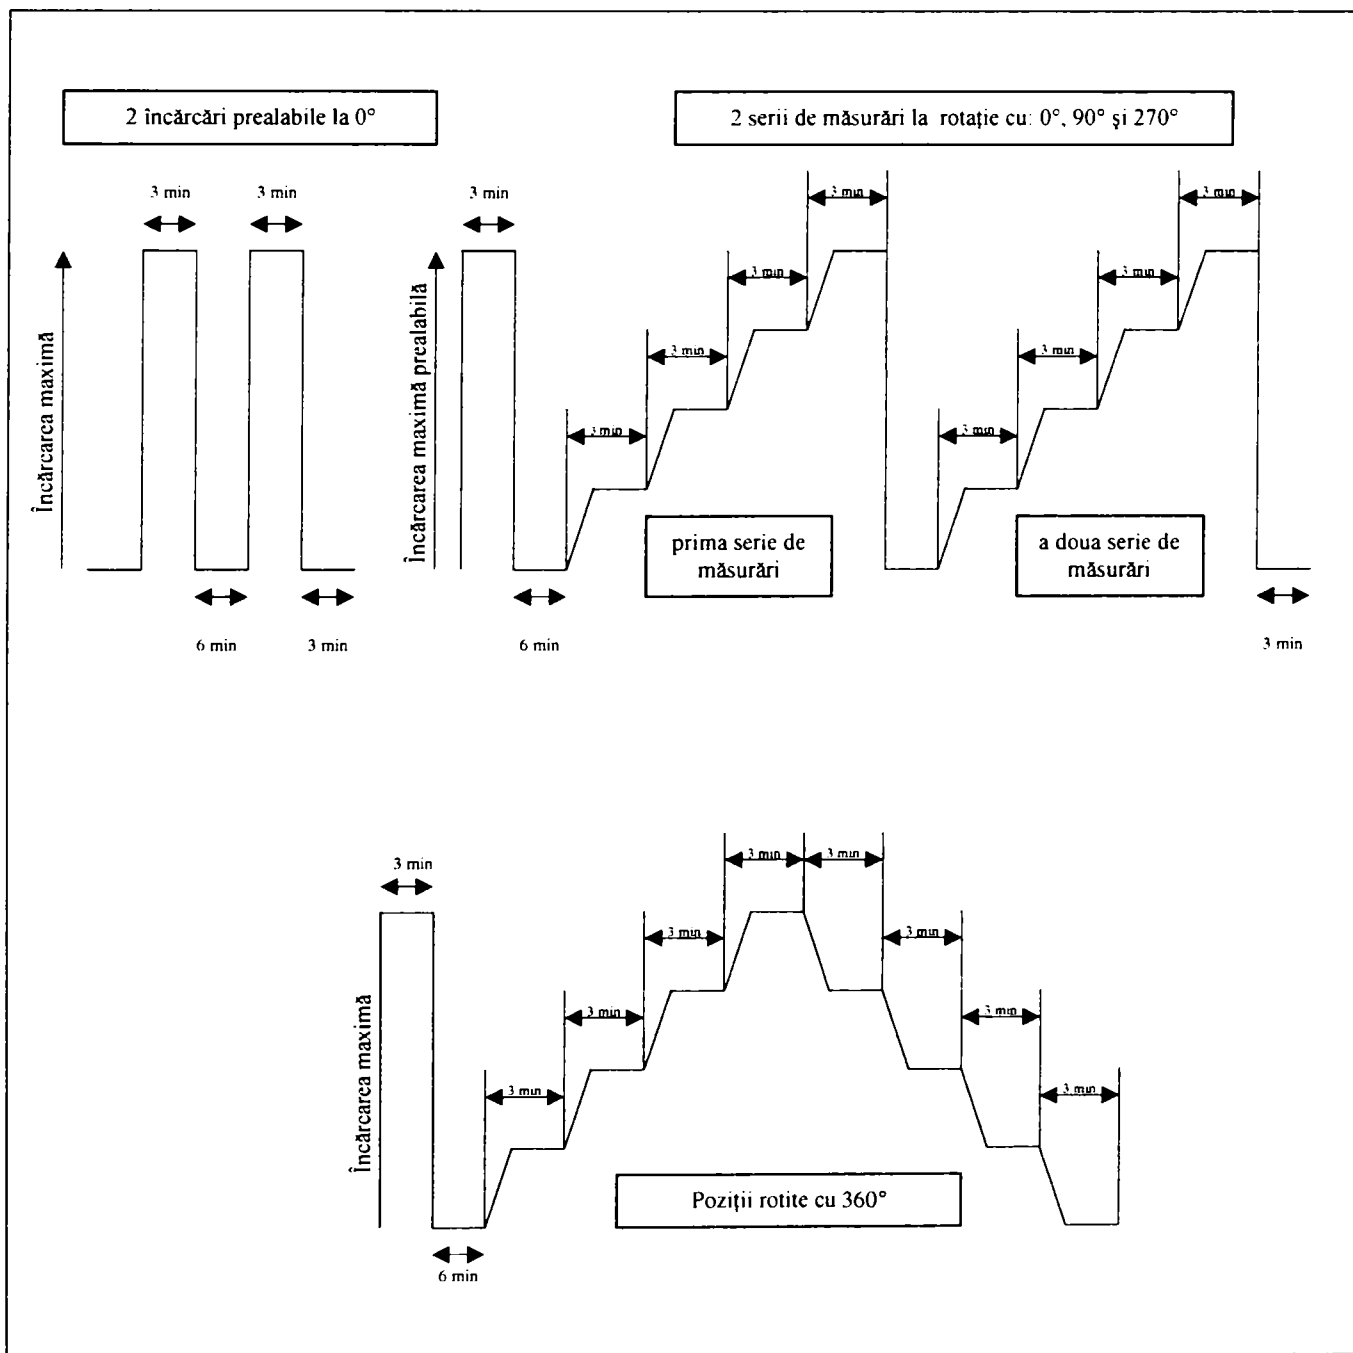 2 încărcări prealabile la 0°
2 serii de măsurări la rotație cu: 0°, 90° și 270°
3 min
3 min
3 min
3 min
3 min
3 min
3 min
3 min
3 min
3 min
3 min
Încărcarea maximă
Încărcarea maximă prealabilă
prima serie de
măsurări
a doua serie de
măsurări
6 min
3 min
6 min
3 min
3 min
3 min
3 min
3 min
3 min
3 min
3 min
3 min
3 min
Încărcarea maximă
Poziții rotite cu 360°
6 min